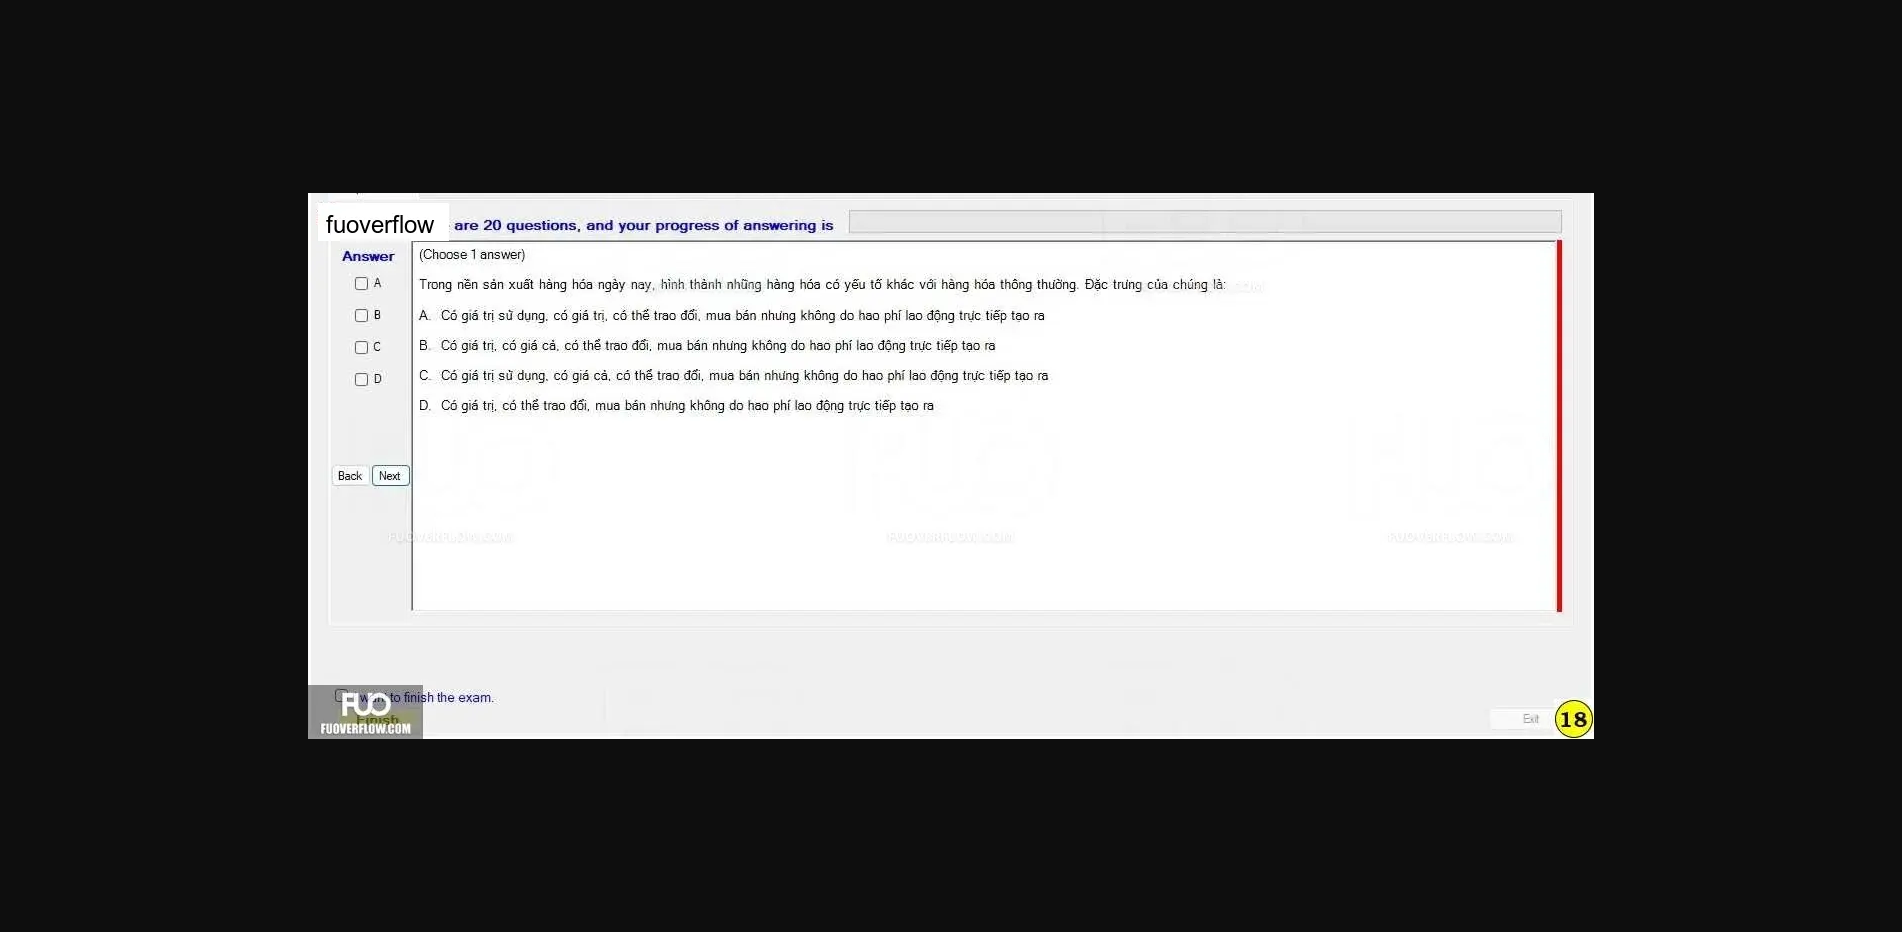 fuoverflow are 20 questions, and your progress of answering is
Answer
(Choose 1 answer)
A
Trong nền sản xuất hàng hóa ngày nay, hình thành những hàng hóa có yếu tố khác với hàng hóa thông thường. Đặc trưng của chúng là:
B
A. Có giá trị sử dụng, có giá trị, có thể trao đổi, mua bán nhưng không do hao phí lao động trực tiếp tạo ra
C
B. Có giá trị, có giá cả, có thể trao đổi, mua bán nhưng không do hao phí lao động trực tiếp tạo ra
D
C. Có giá trị sử dụng, có giá cả, có thể trao đổi, mua bán nhưng không do hao phí lao động trực tiếp tạo ra
D. Có giá trị, có thể trao đổi, mua bán nhưng không do hao phí lao động trực tiếp tạo ra
Back Next
FUOVERFLOW.COM FUOVERFLOW.COM FUOVERFLOW.COM
I want to finish the exam.
FUO
Finish
FUOVERFLOW.COM
Exit
18